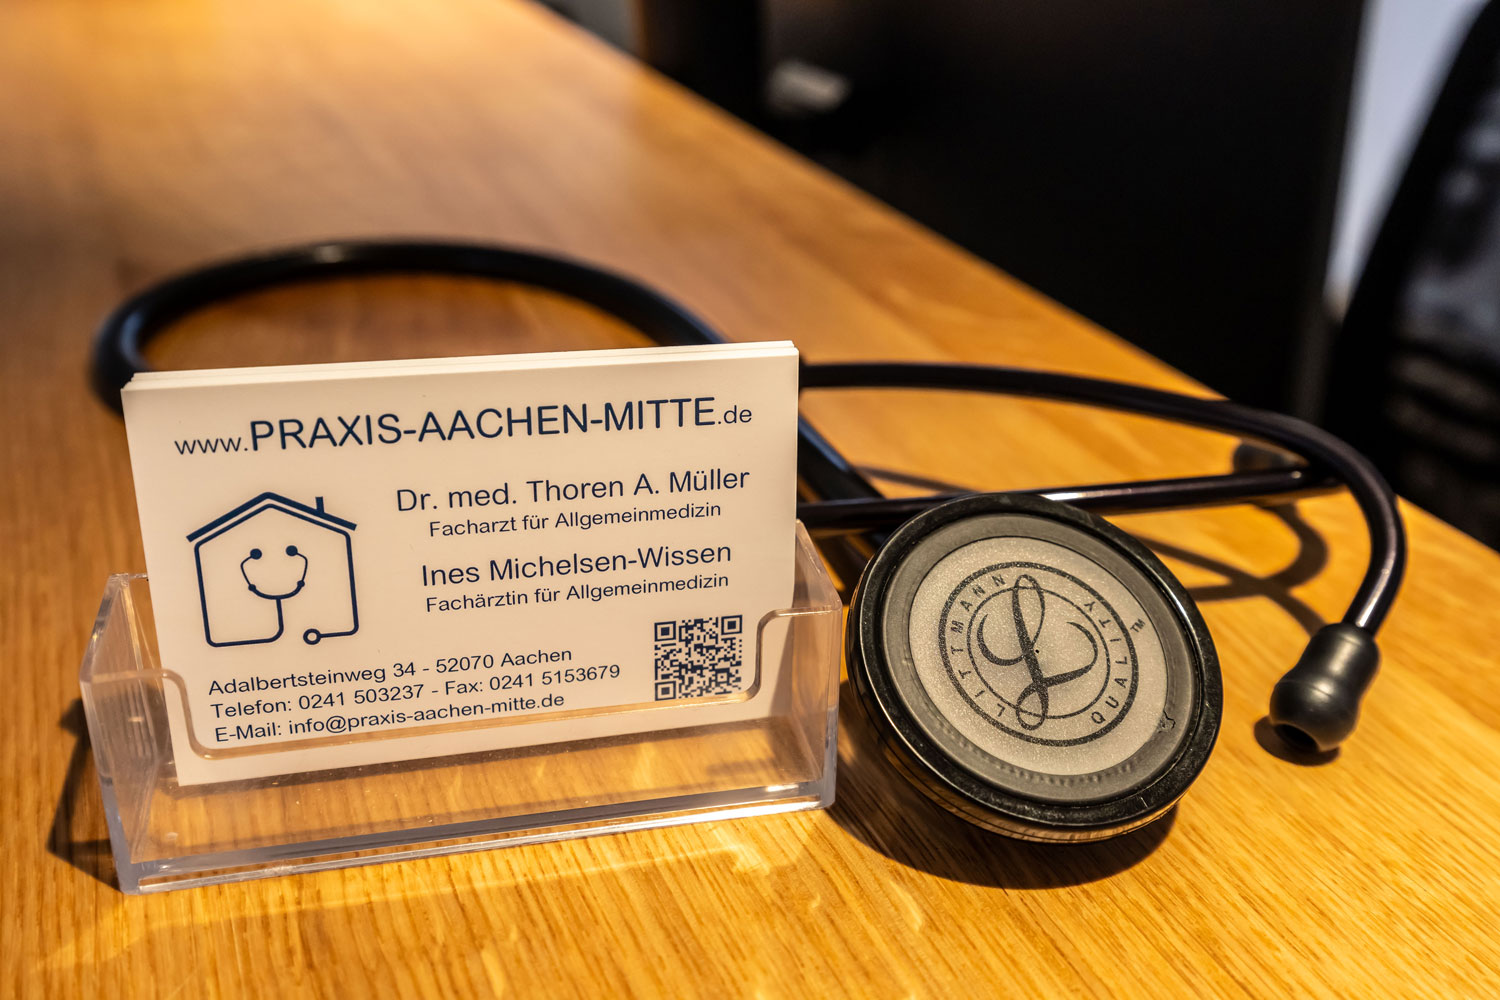 www.PRAXIS-AACHEN-MITTE.de
Dr. med. Thoren A. Müller
Facharzt für Allgemeinmedizin
Ines Michelsen-Wissen
Fachärztin für Allgemeinmedizin
Adalbertsteinweg 34 - 52070 Aachen
Telefon: 0241 503237 - Fax: 0241 5153679
E-Mail: info@praxis-aachen-mitte.de
LITTMANN QUALITY™